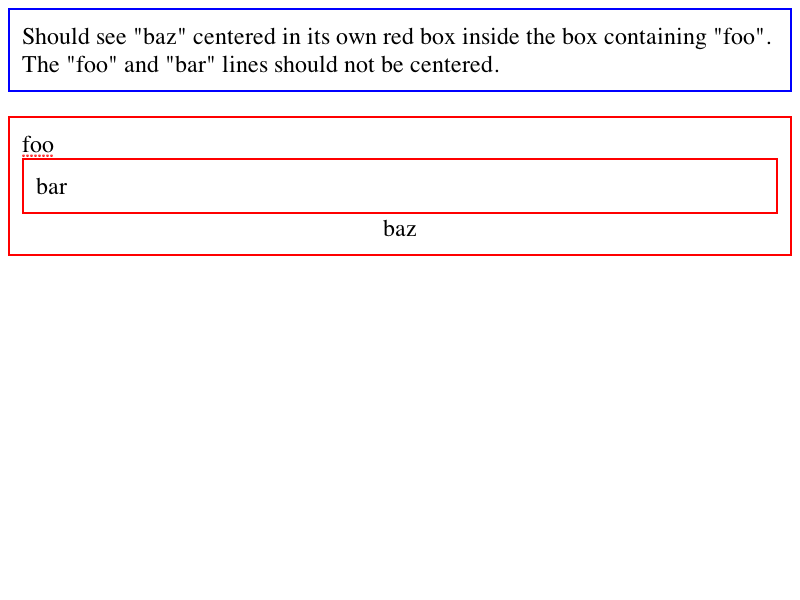 Should see "baz" centered in its own red box inside the box containing "foo".
The "foo" and "bar" lines should not be centered.
foo
bar
baz